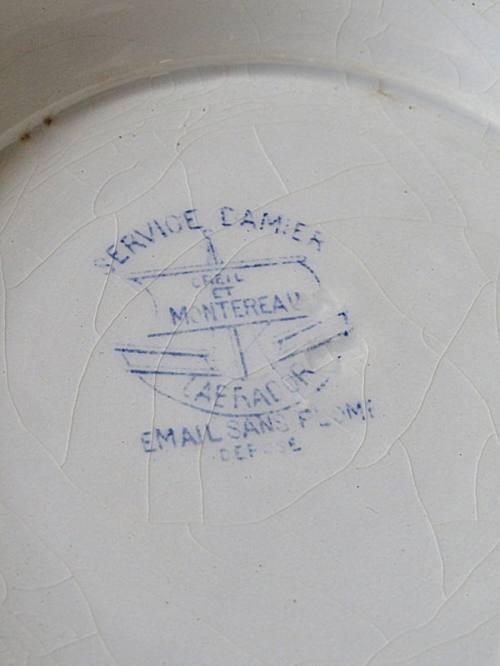 SERVICE DAMIER
CREIL
ET
MONTEREAU
LABRADOR
EMAIL SANS PLOMB
DEPOSE